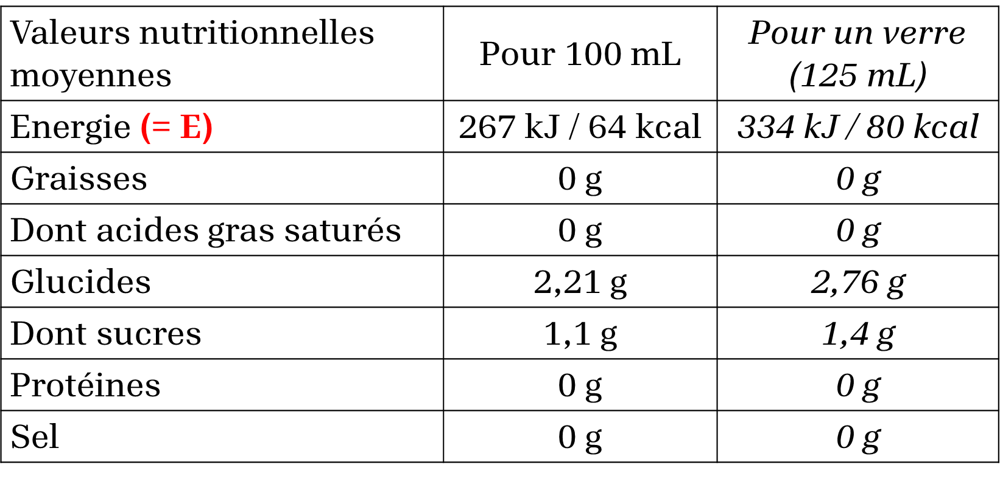 Valeurs nutritionnelles
moyennes
Pour 100 mL
Pour un verre
(125 mL)
Energie (= E)
267 kJ / 64 kcal
334 kJ / 80 kcal
Graisses
0 g
0 g
Dont acides gras saturés
0 g
0 g
Glucides
2,21 g
2,76 g
Dont sucres
1,1 g
1,4 g
Protéines
0 g
0 g
Sel
0 g
0 g